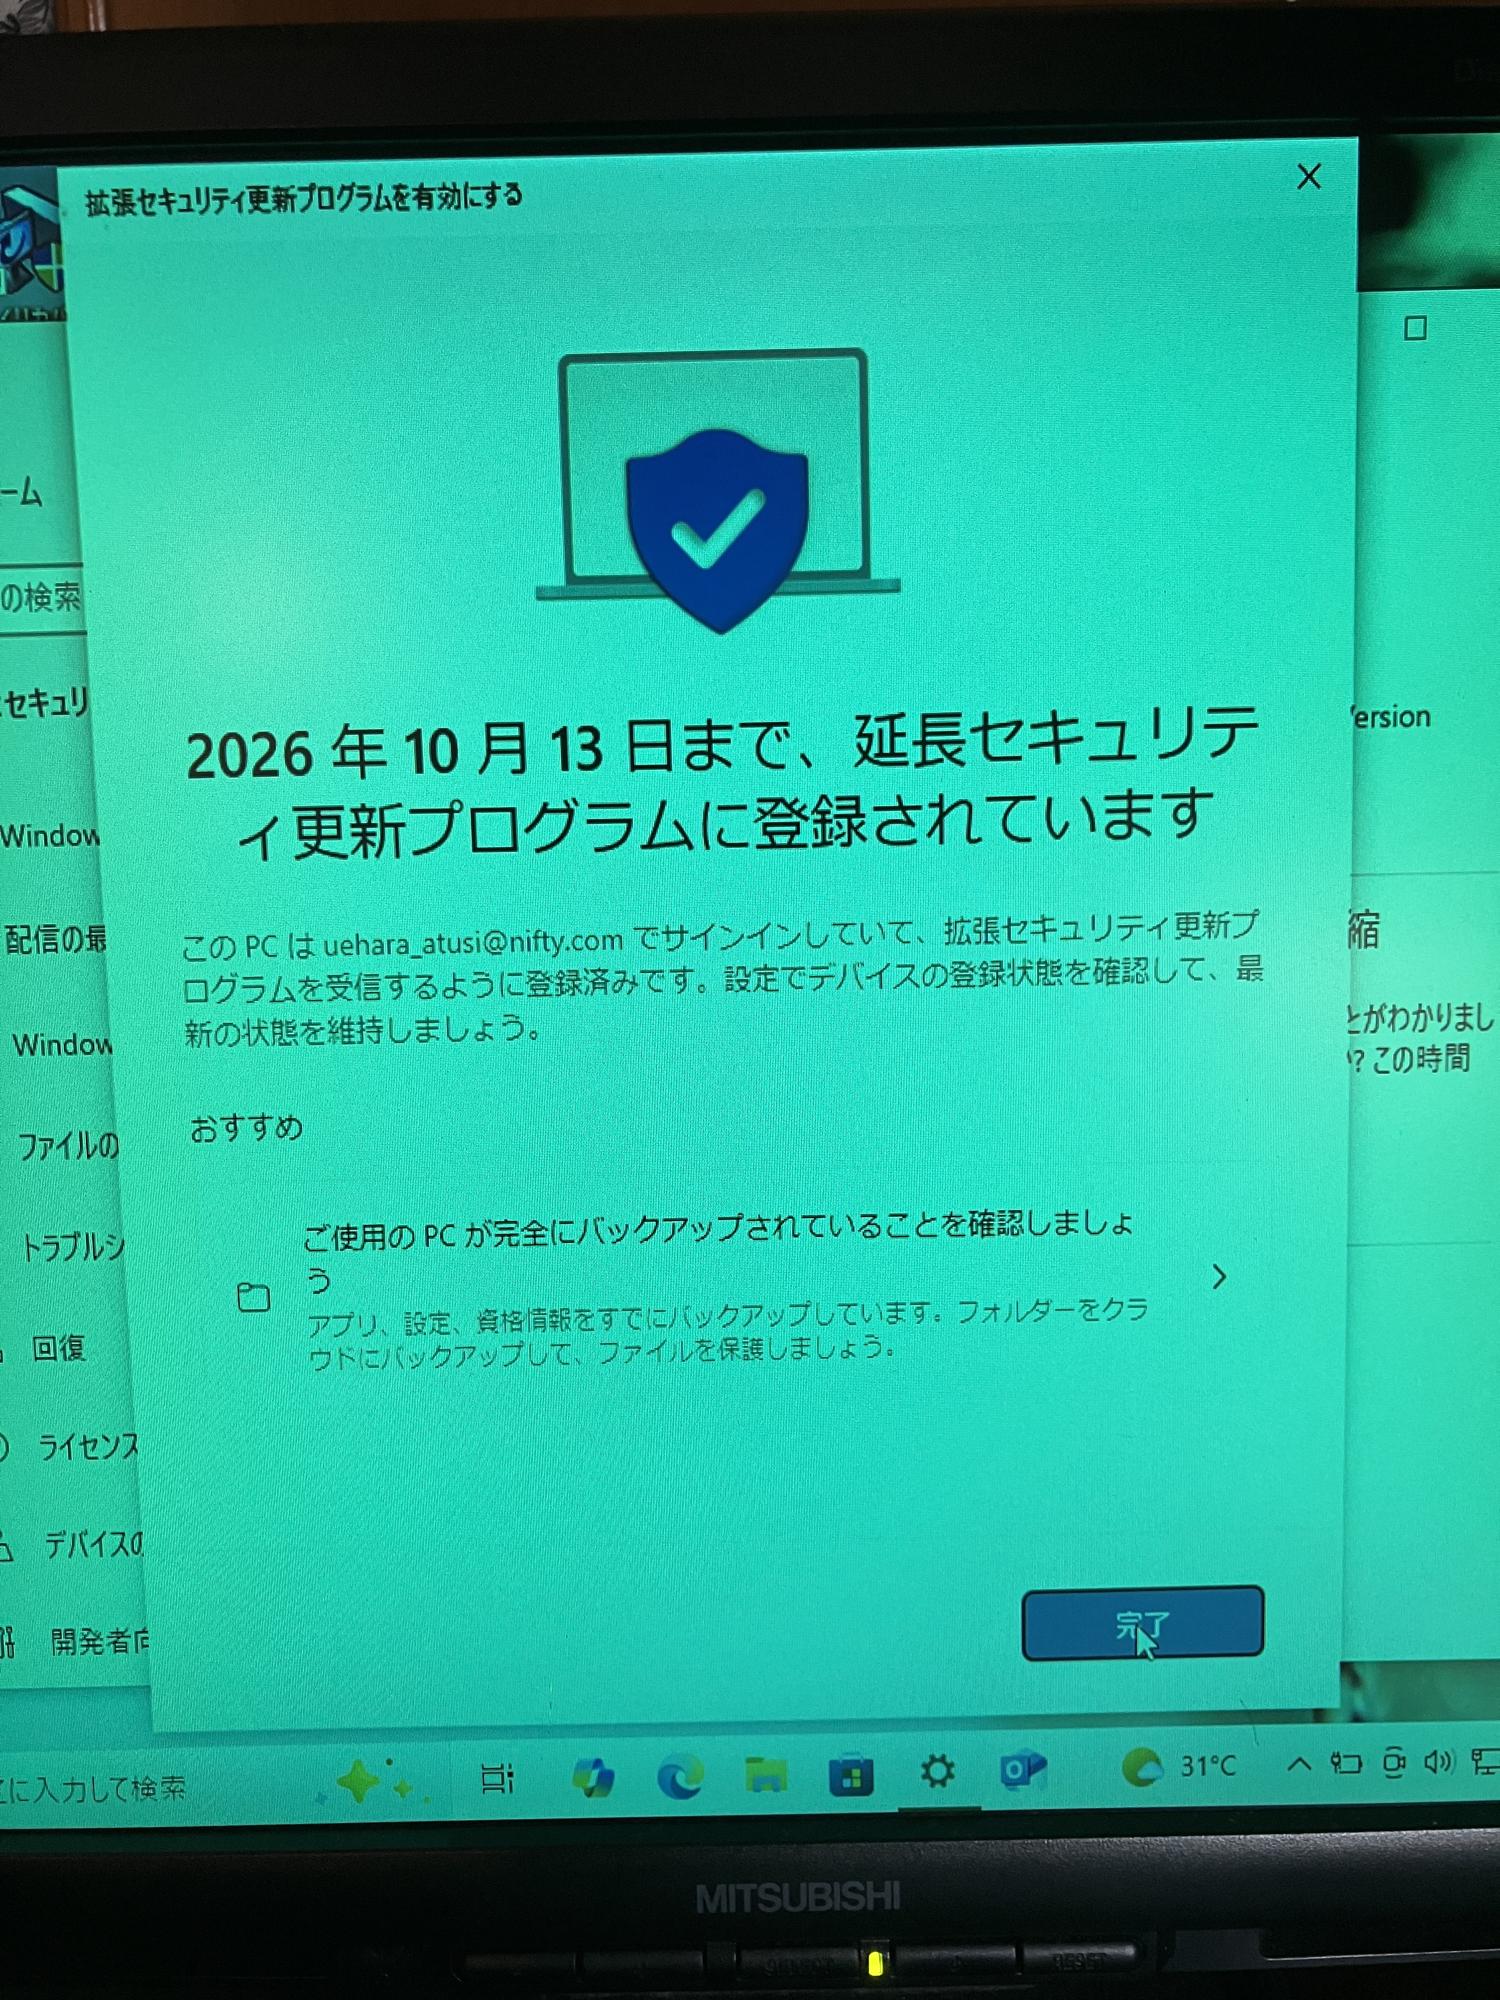 拡張セキュリティ更新プログラムを有効にする
ーム
の検索
セキュリ
ersion
2026 年 10 月 13 日まで、延長セキュリテ
ィ更新プログラムに登録されています
Window
配信の最
この PC は uehara_atusi@nifty.com でサインインしていて、拡張セキュリティ更新プ
ログラムを受信するように登録済みです。設定でデバイスの登録状態を確認して、最
新の状態を維持しましょう。
縮
とがわかりまし
? この時間
Window
おすすめ
ファイルの
ご使用の PC が完全にバックアップされていることを確認しましょ
う
アプリ、設定、資格情報をすでにバックアップしています。フォルダーをクラ
ウドにバックアップして、ファイルを保護しましょう。
トラブルシ
回復
ライセンス
デバイスの
開発者向
完了
に入力して検索
31°C
MITSUBISHI
RESET